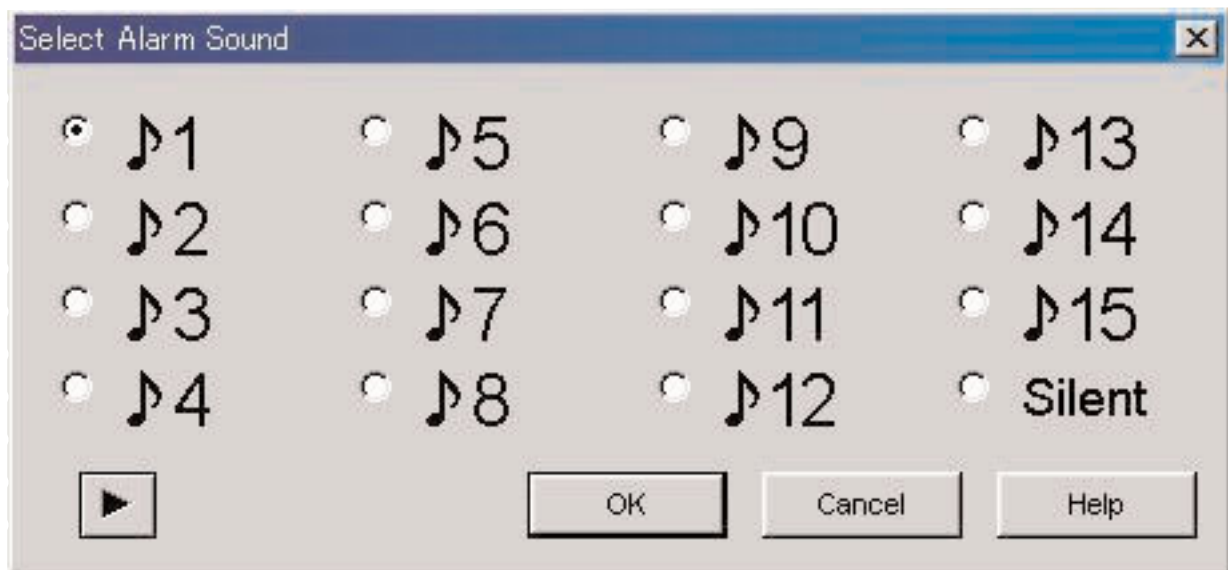 Select Alarm Sound
♪1 ♪5 ♪9 ♪13
♪2 ♪6 ♪10 ♪14
♪3 ♪7 ♪11 ♪15
♪4 ♪8 ♪12 Silent
OK Cancel Help